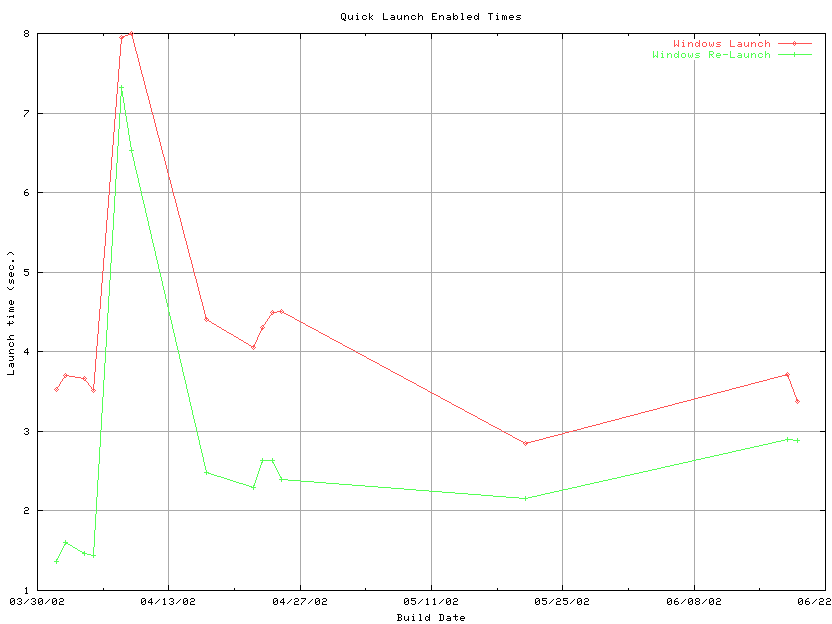 Quick Launch Enabled Times
Windows Launch
Windows Re-Launch
8
7
6
5
4
3
2
1
Launch time (sec.)
03/30/02 04/13/02 04/27/02 05/11/02 05/25/02 06/08/02 06/22
Build Date